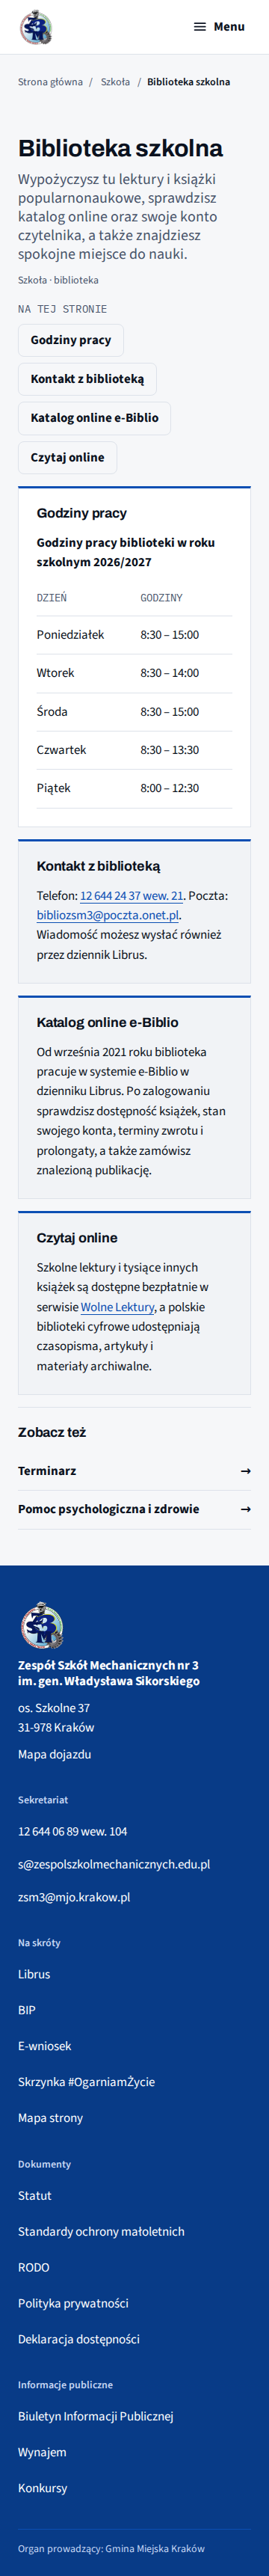 Menu
Strona główna / Szkoła / Biblioteka szkolna
Biblioteka szkolna
Wypożyczysz tu lektury i książki
popularnonaukowe, sprawdzisz
katalog online oraz swoje konto
czytelnika, a także znajdziesz
spokojne miejsce do nauki.
Szkoła · biblioteka
NA TEJ STRONIE
Godziny pracy
Kontakt z biblioteką
Katalog online e-Biblio
Czytaj online
Godziny pracy
Godziny pracy biblioteki w roku
szkolnym 2026/2027
DZIEŃ GODZINY
Poniedziałek 8:30 – 15:00
Wtorek 8:30 – 14:00
Środa 8:30 – 15:00
Czwartek 8:30 – 13:30
Piątek 8:00 – 12:30
Kontakt z biblioteką
Telefon: 12 644 24 37 wew. 21. Poczta:
bibliozsm3@poczta.onet.pl.
Wiadomość możesz wysłać również
przez dziennik Librus.
Katalog online e-Biblio
Od września 2021 roku biblioteka
pracuje w systemie e-Biblio w
dzienniku Librus. Po zalogowaniu
sprawdzisz dostępność książek, stan
swojego konta, terminy zwrotu i
prolongaty, a także zamówisz
znalezioną publikację.
Czytaj online
Szkolne lektury i tysiące innych
książek są dostępne bezpłatnie w
serwisie Wolne Lektury, a polskie
biblioteki cyfrowe udostępniają
czasopisma, artykuły i
materiały archiwalne.
Zobacz też
Terminarz →
Pomoc psychologiczna i zdrowie →
Zespół Szkół Mechanicznych nr 3
im. gen. Władysława Sikorskiego
os. Szkolne 37
31-978 Kraków
Mapa dojazdu
Sekretariat
12 644 06 89 wew. 104
s@zespolszkolmechanicznych.edu.pl
zsm3@mjo.krakow.pl
Na skróty
Librus
BIP
E-wniosek
Skrzynka #OgarniamŻycie
Mapa strony
Dokumenty
Statut
Standardy ochrony małoletnich
RODO
Polityka prywatności
Deklaracja dostępności
Informacje publiczne
Biuletyn Informacji Publicznej
Wynajem
Konkursy
Organ prowadzący: Gmina Miejska Kraków